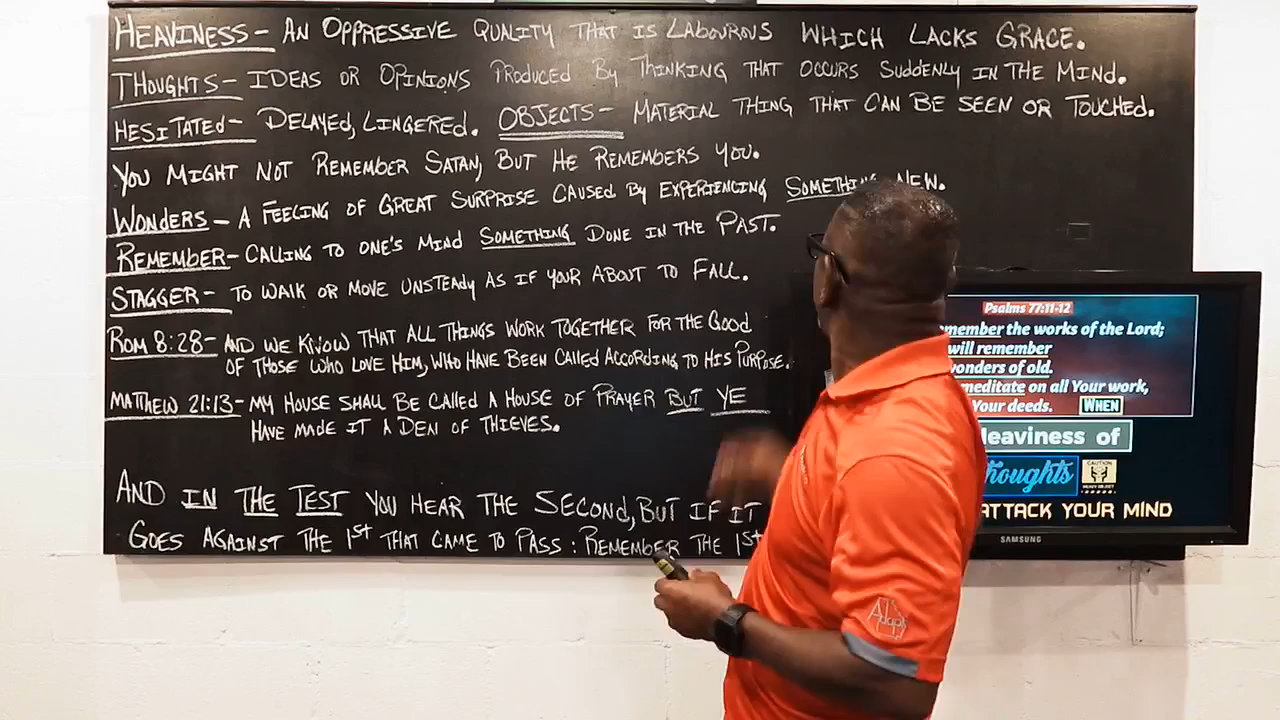 HEAVINESS - AN OPPRESSIVE QUALITY THAT IS LABOUROUS WHICH LACKS GRACE.
THOUGHTS - IDEAS OR OPINIONS PRODUCED BY THINKING THAT OCCURS SUDDENLY IN THE MIND.
HESITATED - DELAYED, LINGERED. OBJECTS - MATERIAL THING THAT CAN BE SEEN OR TOUCHED.
YOU MIGHT NOT REMEMBER SATAN, BUT HE REMEMBERS YOU.
WONDERS - A FEELING OF GREAT SURPRISE CAUSED BY EXPERIENCING SOMETHING NEW.
REMEMBER - CALLING TO ONE'S MIND SOMETHING DONE IN THE PAST.
STAGGER - TO WALK OR MOVE UNSTEADY AS IF YOUR ABOUT TO FALL.
ROM 8:28 - AND WE KNOW THAT ALL THINGS WORK TOGETHER FOR THE GOOD
OF THOSE WHO LOVE HIM, WHO HAVE BEEN CALLED ACCORDING TO HIS PURPOSE.
MATTHEW 21:13 - MY HOUSE SHALL BE CALLED A HOUSE OF PRAYER BUT YE
HAVE MADE IT A DEN OF THIEVES.
AND IN THE TEST YOU HEAR THE SECOND, BUT IF IT
GOES AGAINST THE 1st THAT CAME TO PASS: REMEMBER THE 1st
Psalms 77:11-12
emember the works of the Lord;
will remember
wonders of old.
meditate on all Your work,
Your deeds. WHEN
Heaviness of
Thoughts CAUTION
ATTACK YOUR MIND
SAMSUNG
Adapt